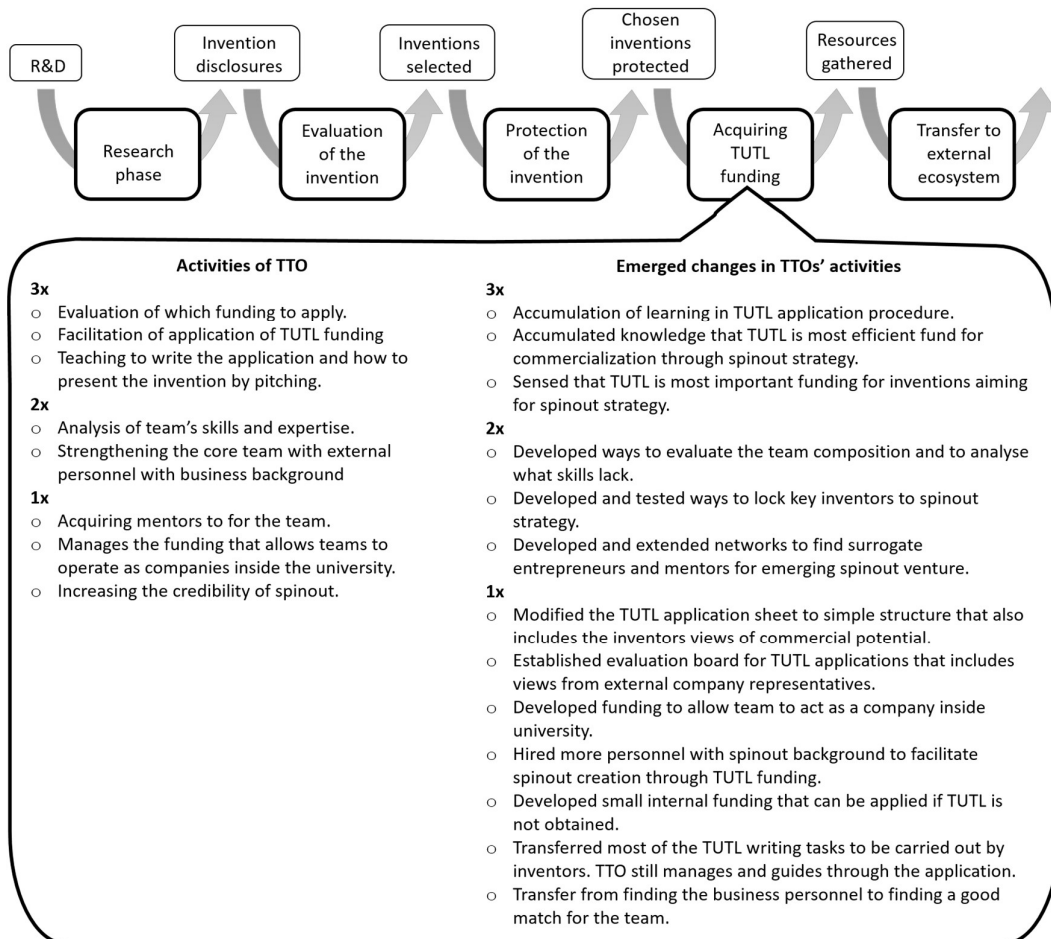 R&D
Invention
disclosures
Inventions
selected
Chosen
inventions
protected
Resources
gathered
Research
phase
Evaluation
of the
invention
Protection
of the
invention
Acquiring
TUTL
funding
Transfer to
external
ecosystem
Activities of TTO
3x
o Evaluation of which funding to apply.
o Facilitation of application of TUTL funding
o Teaching to write the application and how to
present the invention by pitching.
2x
o Analysis of team's skills and expertise.
o Strengthening the core team with external
personnel with business background
1x
o Acquiring mentors to for the team.
o Manages the funding that allows teams to
operate as companies inside the university.
o Increasing the credibility of spinout.
Emerged changes in TTOs' activities
3x
o Accumulation of learning in TUTL application procedure.
o Accumulated knowledge that TUTL is most efficient fund for
commercialization through spinout strategy.
o Sensed that TUTL is most important funding for inventions aiming
for spinout strategy.
2x
o Developed ways to evaluate the team composition and to analyse
what skills lack.
o Developed and tested ways to lock key inventors to spinout
strategy.
o Developed and extended networks to find surrogate
entrepreneurs and mentors for emerging spinout venture.
1x
o Modified the TUTL application sheet to simple structure that also
includes the inventors views of commercial potential.
o Established evaluation board for TUTL applications that includes
views from external company representatives.
o Developed funding to allow team to act as a company inside
university.
o Hired more personnel with spinout background to facilitate
spinout creation through TUTL funding.
o Developed small internal funding that can be applied if TUTL is
not obtained.
o Transferred most of the TUTL writing tasks to be carried out by
inventors. TTO still manages and guides through the application.
o Transfer from finding the business personnel to finding a good
match for the team.